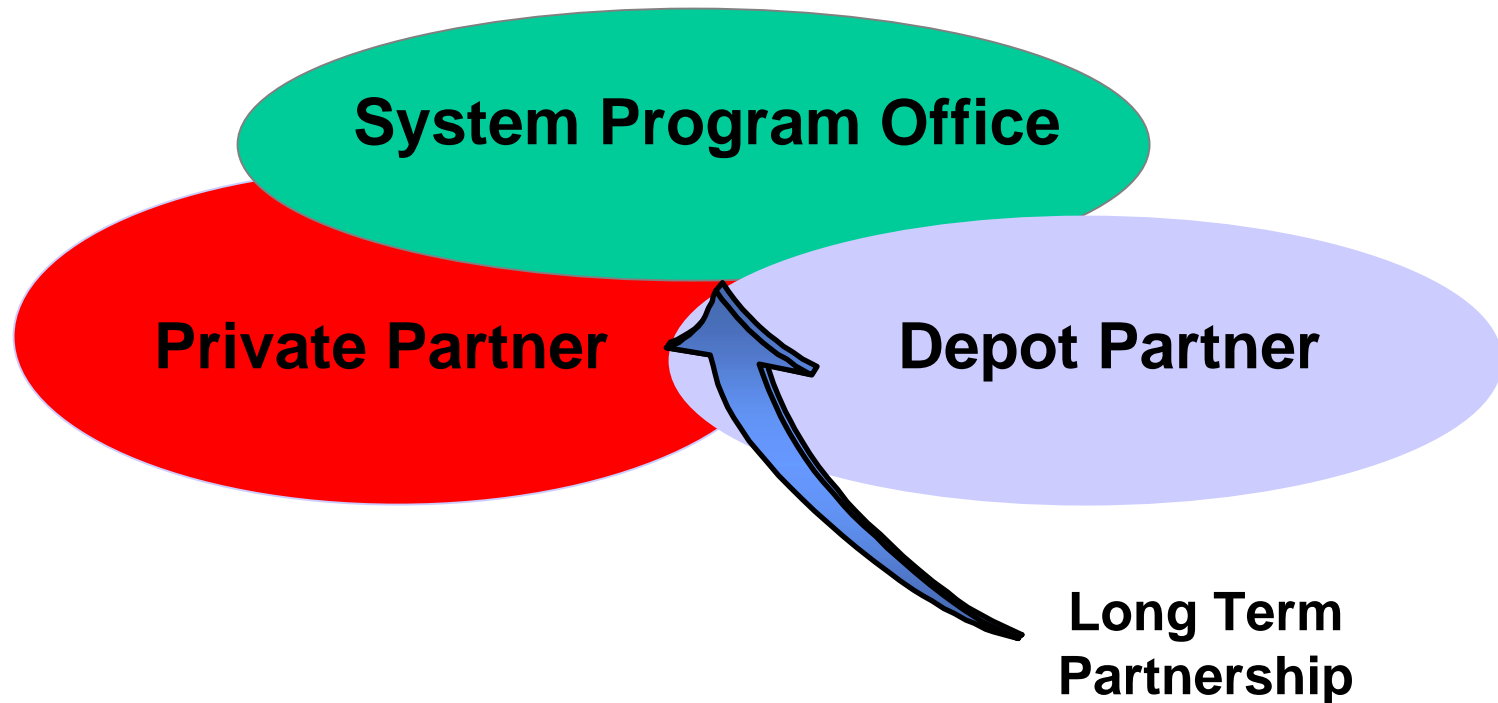 System Program Office
Private Partner
Depot Partner
Long Term
Partnership